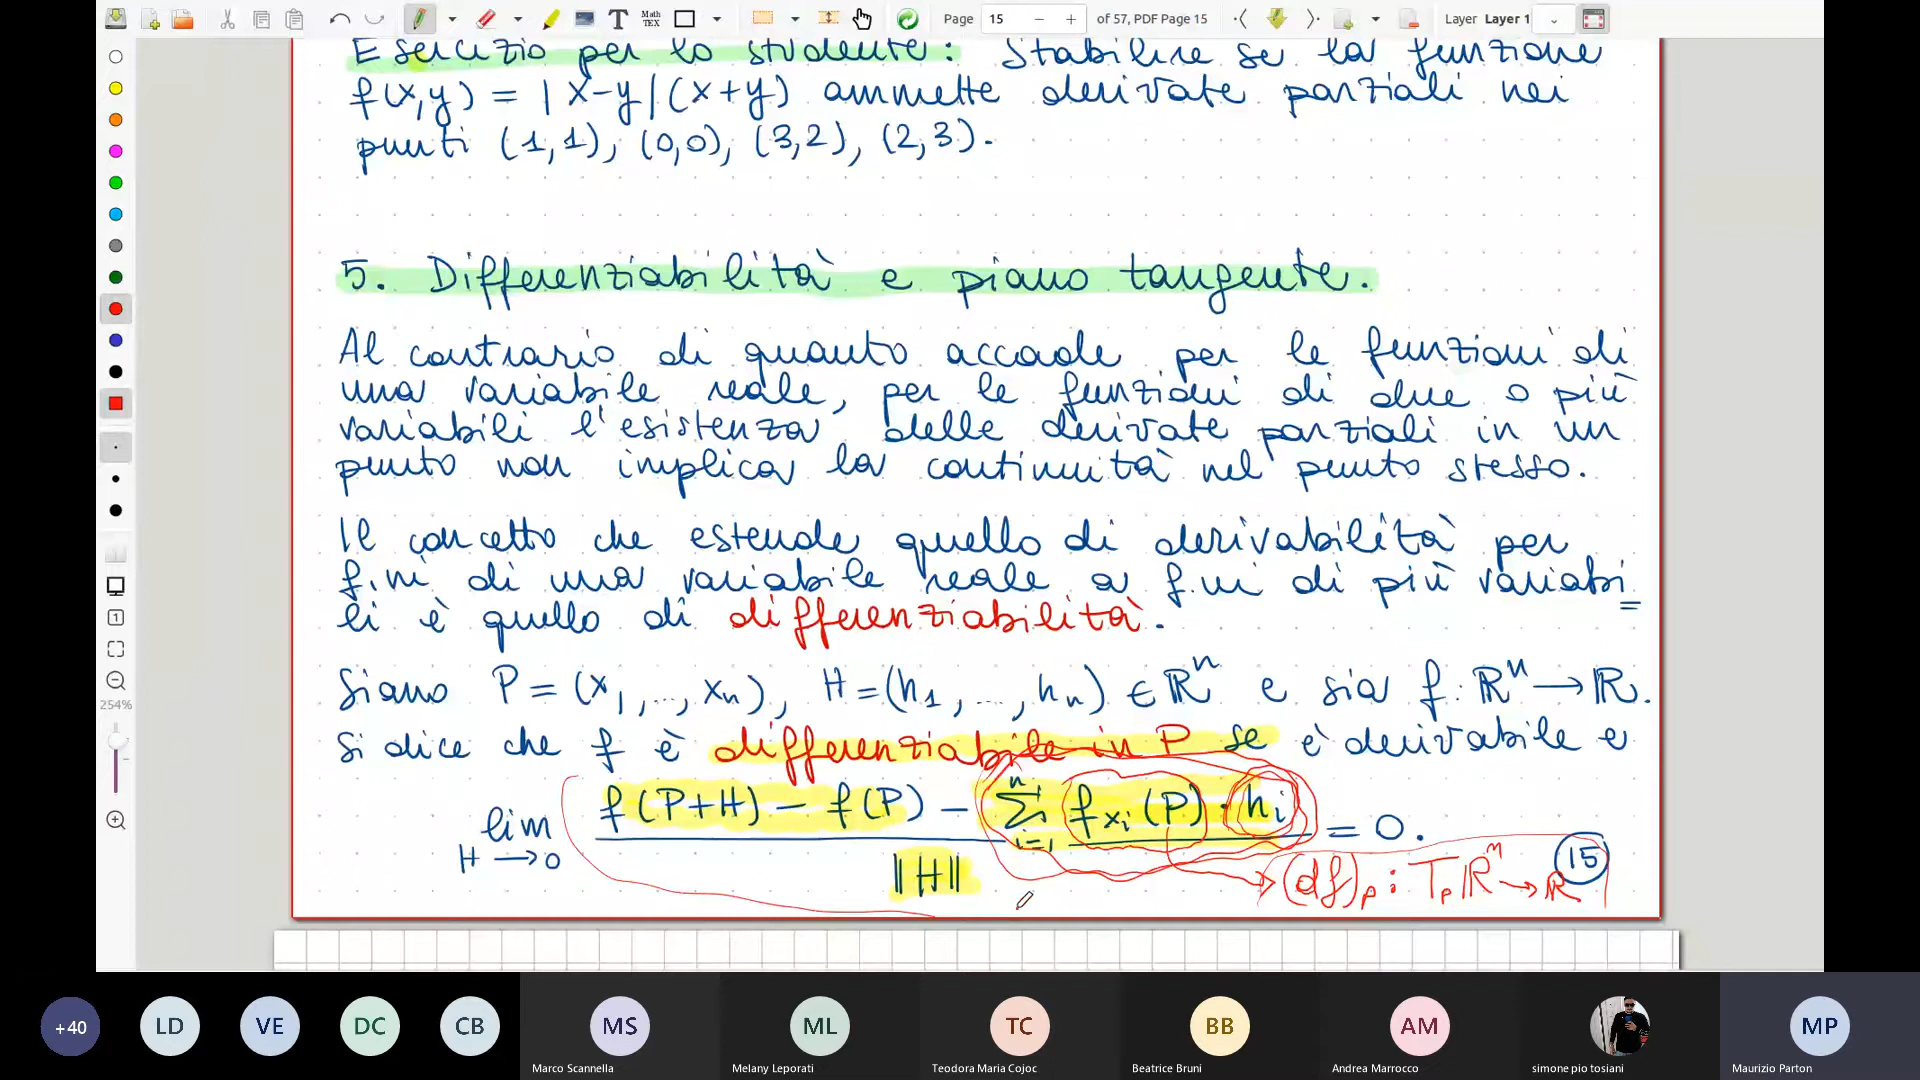 Page 15 of 57, PDF Page 15 Layer Layer 1
Esercizio per lo studente: Stabilire se la funzione
f(x,y) = |x-y|(x+y) ammette derivate parziali nei
punti (1,1), (0,0), (3,2), (2,3).
5. Differenziabilità e piano tangente.
Al contrario di quanto accade per le funzioni di
una variabile reale, per le funzioni di due o più
variabili l'esistenza delle derivate parziali in un
punto non implica la continuità nel punto stesso.
Il concetto che estende quello di derivabilità per
f.ni di una variabile reale a f.ni di più variabi
li è quello di differenziabilità.
Siano P = (x₁, ..., xₙ), H = (h₁, ..., hₙ) ∈ ℝⁿ e sia f: ℝⁿ → ℝ.
Si dice che f è differenziabile in P se è derivabile e
lim H → 0 f(P+H) - f(P) - Σ i=1 n f xᵢ (P) · hᵢ / ||H|| = 0.
(df)ₚ : Tₚ ℝⁿ → ℝ
15
254%
+40 LD VE DC CB MS ML TC BB AM MP
Marco Scannella Melany Leporati Teodora Maria Cojoc Beatrice Bruni Andrea Marrocco simone pio tosiani Maurizio Parton